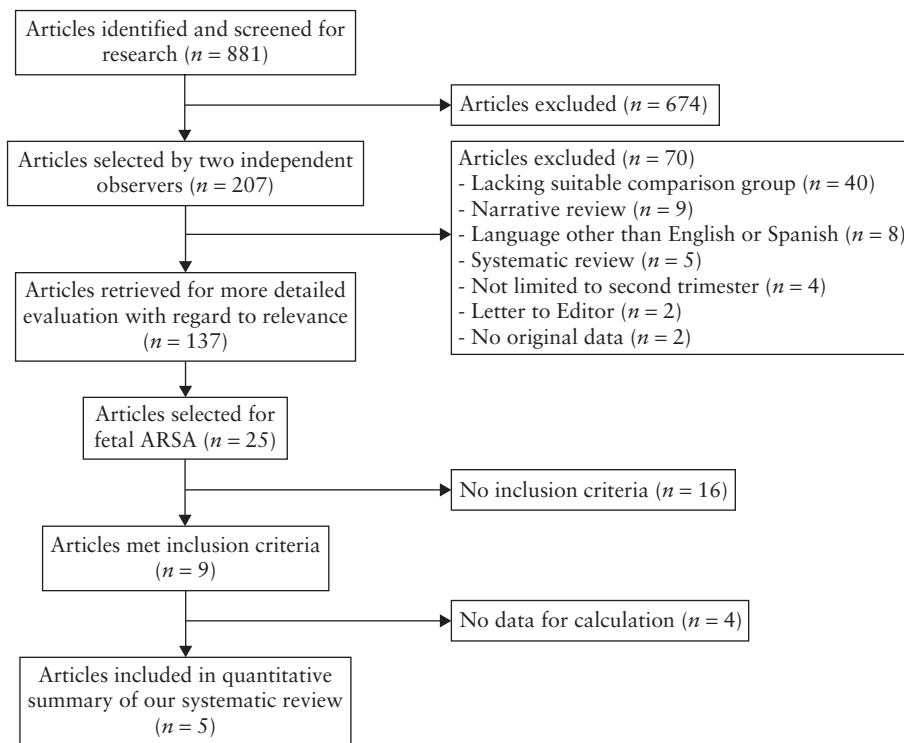 Articles identified and screened for
research (n = 881)
Articles excluded (n = 674)
Articles selected by two independent
observers (n = 207)
Articles excluded (n = 70)
- Lacking suitable comparison group (n = 40)
- Narrative review (n = 9)
- Language other than English or Spanish (n = 8)
- Systematic review (n = 5)
- Not limited to second trimester (n = 4)
- Letter to Editor (n = 2)
- No original data (n = 2)
Articles retrieved for more detailed
evaluation with regard to relevance
(n = 137)
Articles selected for
fetal ARSA (n = 25)
No inclusion criteria (n = 16)
Articles met inclusion criteria
(n = 9)
No data for calculation (n = 4)
Articles included in quantitative
summary of our systematic review
(n = 5)